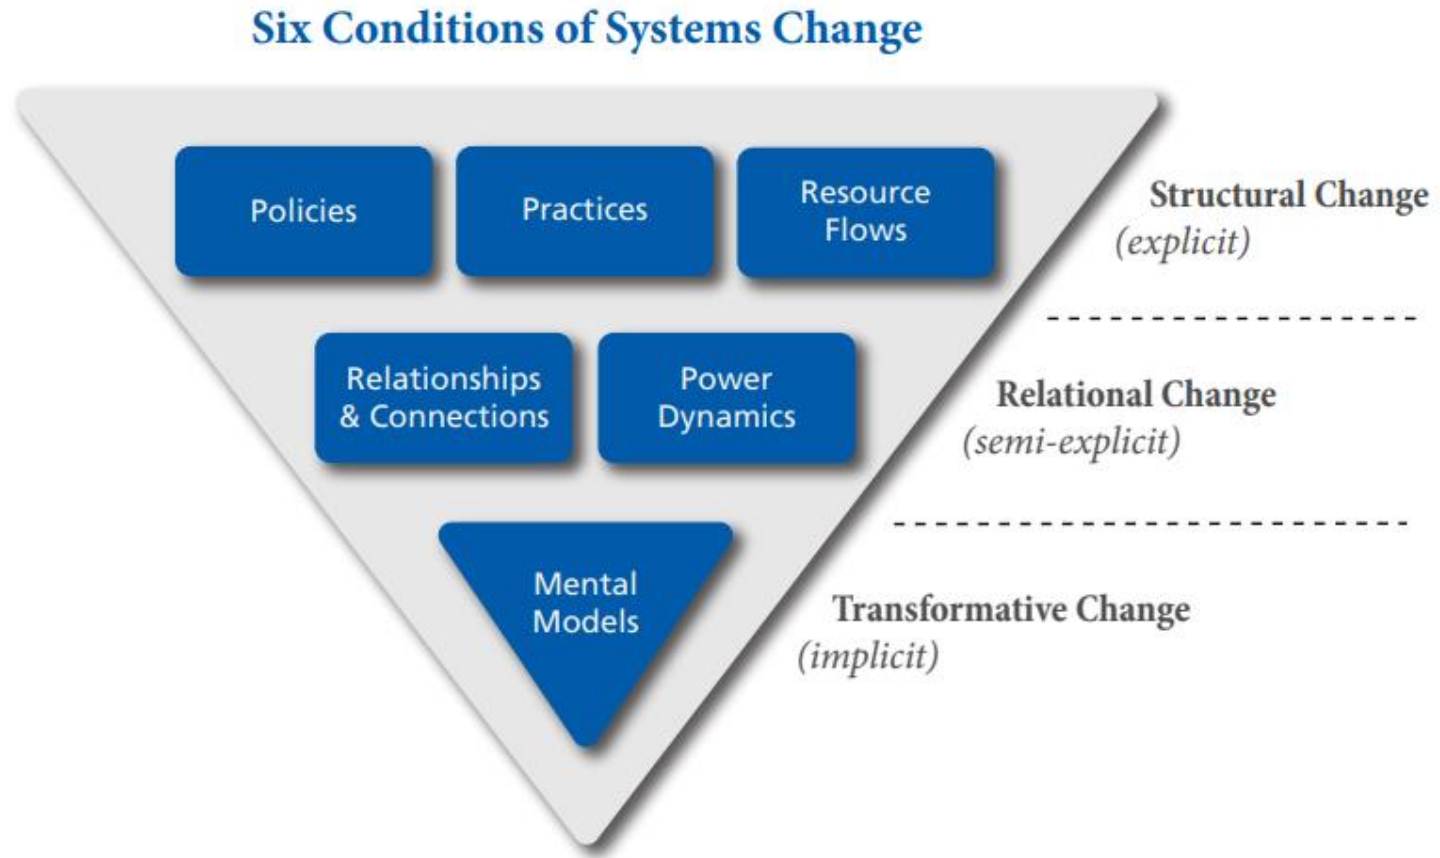 Six Conditions of Systems Change
Policies
Practices
Resource
Flows
Structural Change
(explicit)
Relationships
& Connections
Power
Dynamics
Relational Change
(semi-explicit)
Mental
Models
Transformative Change
(implicit)